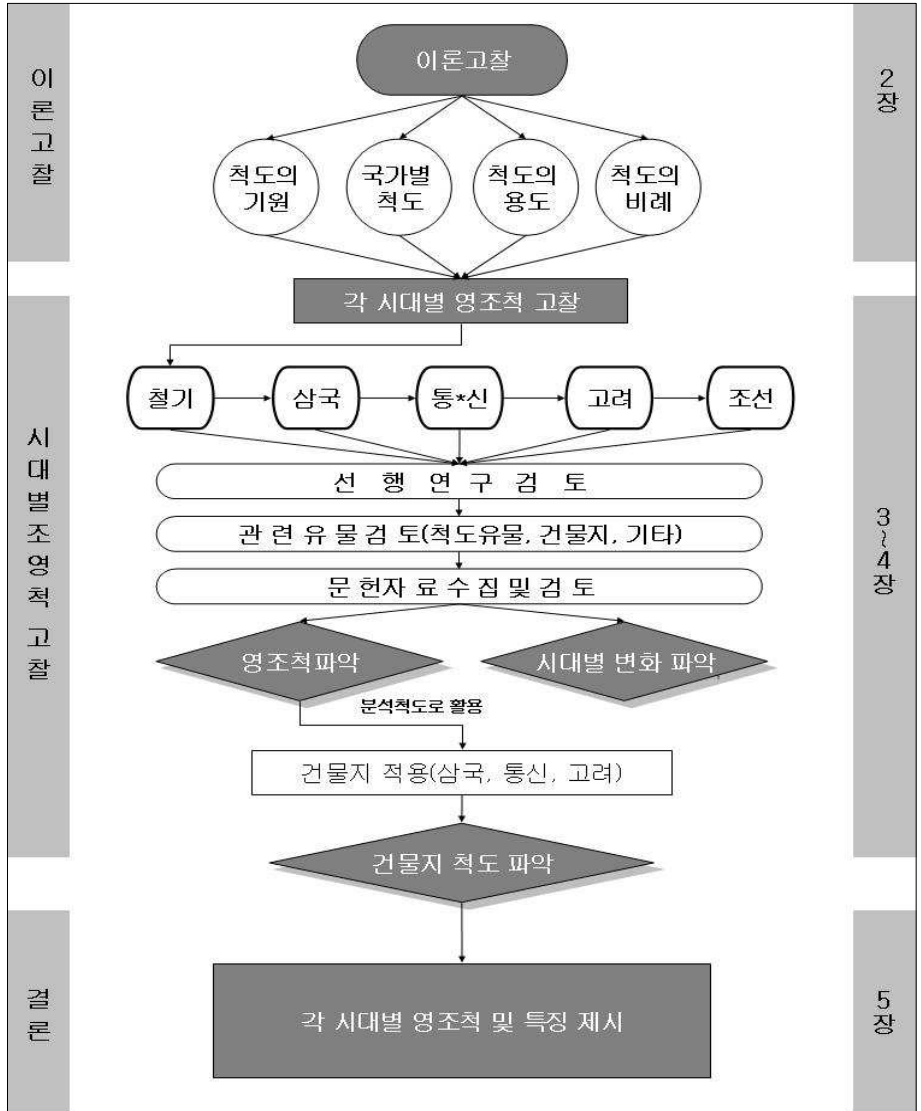 이론고찰
2장
이론고찰
척도의
기원
국가별
척도
척도의
용도
척도의
비례
각 시대별 영조척 고찰
시대별조영척 고찰
3~4장
철기
삼국
통*신
고려
조선
선 행 연 구 검 토
관 련 유 물 검 토(척도유물, 건물지, 기타)
문 헌 자 료 수 집 및 검 토
영조척파악
시대별 변화 파악
분석척도로 활용
건물지 적용(삼국, 통신, 고려)
건물지 척도 파악
결론
5장
각 시대별 영조척 및 특징 제시